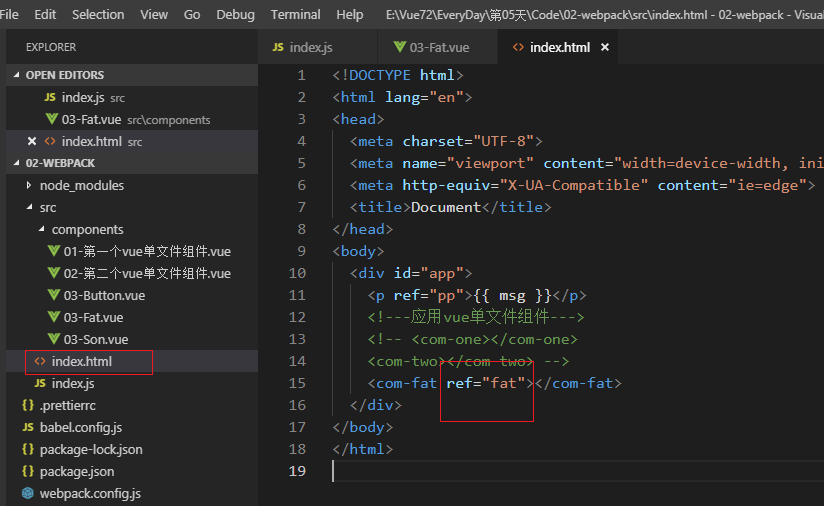 File Edit Selection View Go Debug Terminal Help E:\Vue72\EveryDay\第05天\Code\02-webpack\src\index.html - 02-webpack - Visual
EXPLORER
OPEN EDITORS
JS index.js src
03-Fat.vue src\components
index.html src
02-WEBPACK
node_modules
src
components
01-第一个vue单文件组件.vue
02-第二个vue单文件组件.vue
03-Button.vue
03-Fat.vue
03-Son.vue
index.html
JS index.js
.prettierrc
JS babel.config.js
package-lock.json
package.json
webpack.config.js
JS index.js 03-Fat.vue index.html
1 <!DOCTYPE html>
2 <html lang="en">
3 <head>
4 <meta charset="UTF-8">
5 <meta name="viewport" content="width=device-width, ini
6 <meta http-equiv="X-UA-Compatible" content="ie=edge">
7 <title>Document</title>
8 </head>
9 <body>
10 <div id="app">
11 <p ref="pp">{{ msg }}</p>
12 <!---应用vue单文件组件--->
13 <!-- <com-one></com-one>
14 <com-two></com-two> -->
15 <com-fat ref="fat"></com-fat>
16 </div>
17 </body>
18 </html>
19